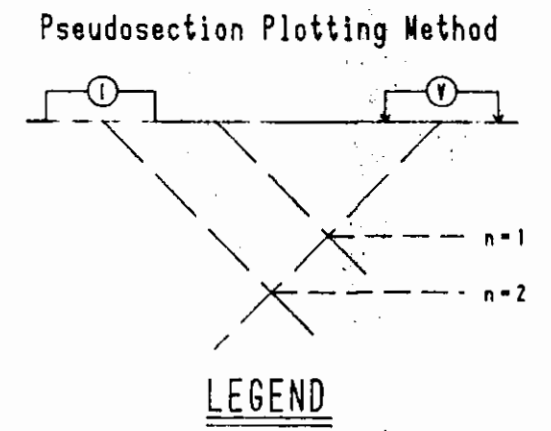 Pseudosection Plotting Method
I
V
n=1
n=2
LEGEND